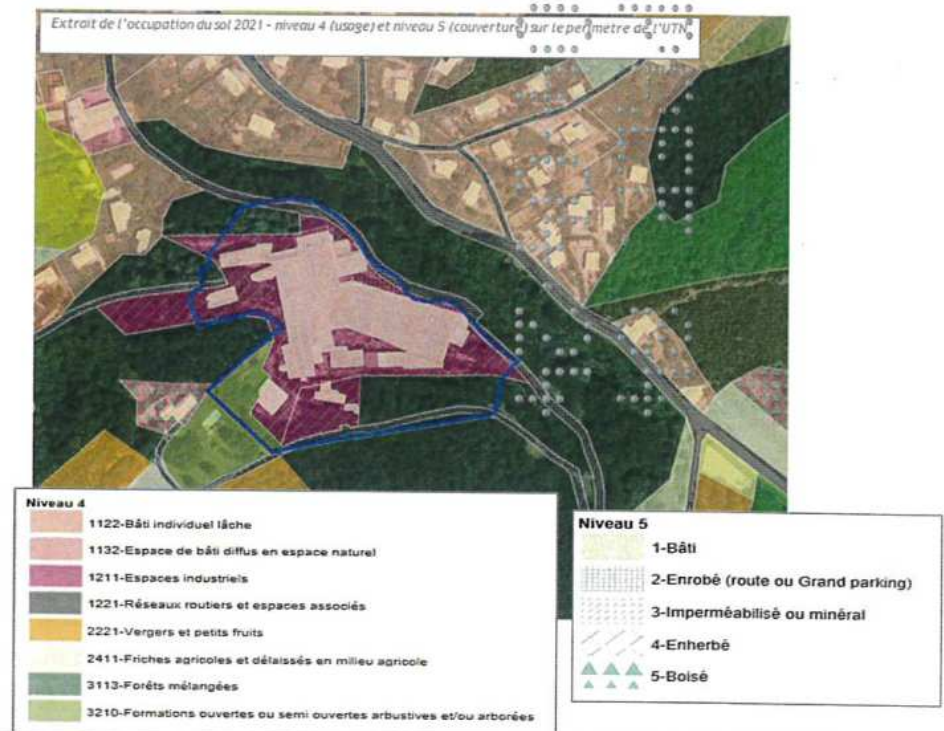 Extrait de l'occupation du sol 2021 - niveau 4 (usage) et niveau 5 (couverture) sur le périmètre de l'UTN
Niveau 4
1122-Bâti individuel lâche
1132-Espace de bâti diffus en espace naturel
1211-Espaces industriels
1221-Réseaux routiers et espaces associés
2221-Vergers et petits fruits
2411-Friches agricoles et délaissés en milieu agricole
3113-Forêts mélangées
3210-Formations ouvertes ou semi ouvertes arbustives et/ou arborées
Niveau 5
1-Bâti
2-Enrobé (route ou Grand parking)
3-Imperméabilisé ou minéral
4-Enherbé
5-Boisé